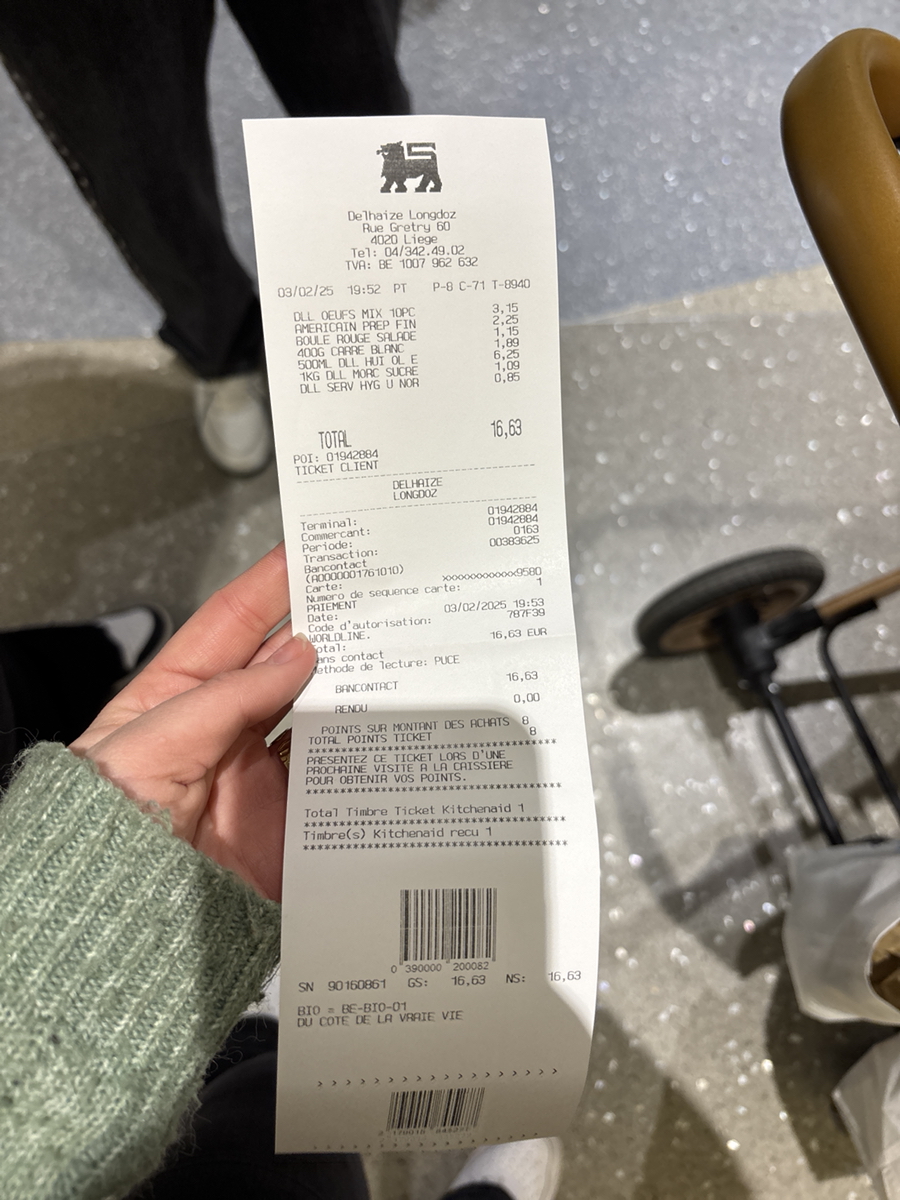 Delhaize Longdoz
Rue Gretry 60
4020 Liege
Tel: 04/342.49.02
TVA: BE 1007 962 632
03/02/25 19:52 PT P-8 C-71 T-8940
DLL OEUFS MIX 10PC 3,15
AMERICAIN PREP FIN 2,25
BOULE ROUGE SALADE 1,15
400G CARRE BLANC 1,89
500ML DLL HUI OL E 6,25
1KG DLL MORC SUCRE 1,09
DLL SERV HYG U NOR 0,85
TOTAL 16,63
POI: 01942884
TICKET CLIENT
DELHAIZE
LONGDOZ
Terminal: 01942884
Commercant: 01942884
Periode: 0163
Transaction: 00383625
Bancontact
(A0000001761010)
Carte: xxxxxxxxxxxxx9580
Numero de sequence carte: 1
PAIEMENT
Date: 03/02/2025 19:53
Code d'autorisation: 787F39
WORLDLINE.
Total: 16,63 EUR
ans contact
ethode de lecture: PUCE
BANCONTACT 16,63
RENDU 0,00
POINTS SUR MONTANT DES ACHATS 8
TOTAL POINTS TICKET 8
****************************************
PRESENTEZ CE TICKET LORS D'UNE
PROCHAINE VISITE A LA CAISSIERE
POUR OBTENIR VOS POINTS.
****************************************
Total Timbre Ticket Kitchenaid 1
****************************************
Timbre(s) Kitchenaid recu 1
****************************************
0 390000 200082
SN 90160861 GS: 16,63 NS: 16,63
BIO = BE-BIO-01
DU COTE DE LA VRAIE VIE
> > > > > > > > > > > > > > > > > >